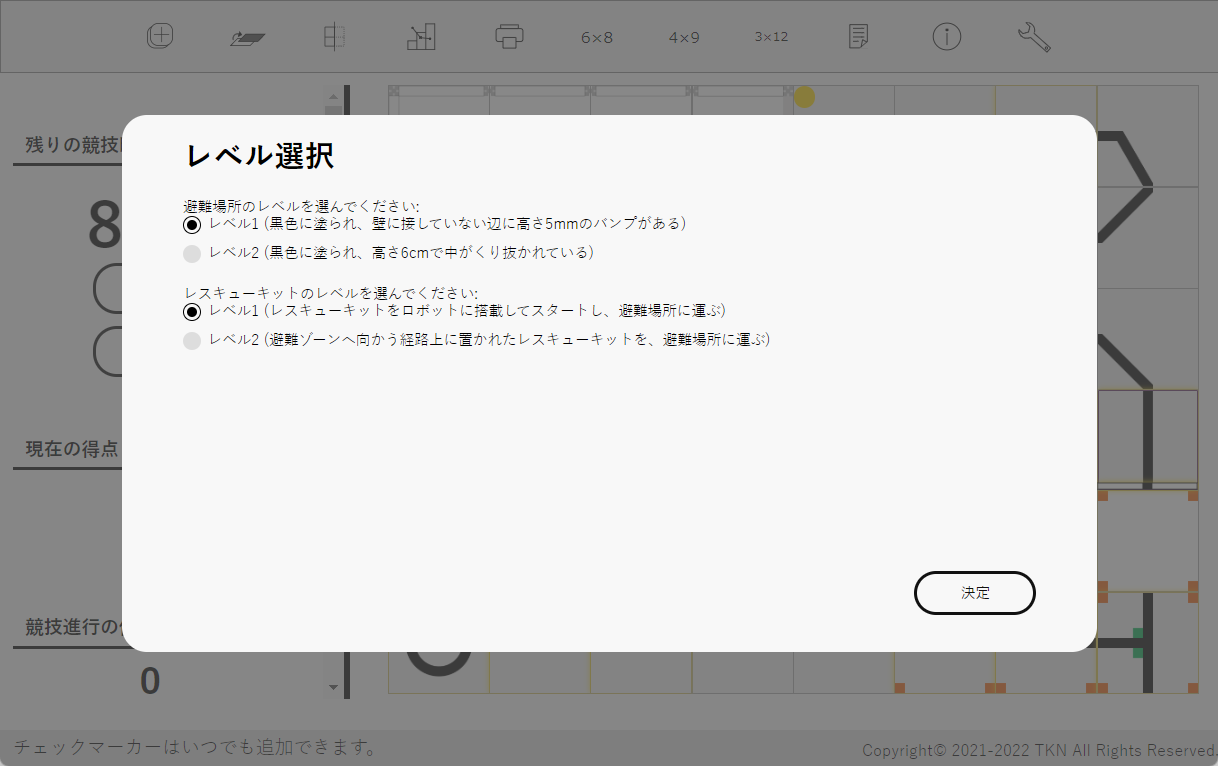 6×8
4×9
3×12
残りの競技
8
現在の得点
競技進行の
0
レベル選択
避難場所のレベルを選んでください:
レベル1 (黒色に塗られ、壁に接していない辺に高さ5mmのバンプがある)
レベル2 (黒色に塗られ、高さ6cmで中がくり抜かれている)
レスキューキットのレベルを選んでください:
レベル1 (レスキューキットをロボットに搭載してスタートし、避難場所に運ぶ)
レベル2 (避難ゾーンへ向かう経路上に置かれたレスキューキットを、避難場所に運ぶ)
決定
チェックマーカーはいつでも追加できます。
Copyright© 2021-2022 TKN All Rights Reserved.